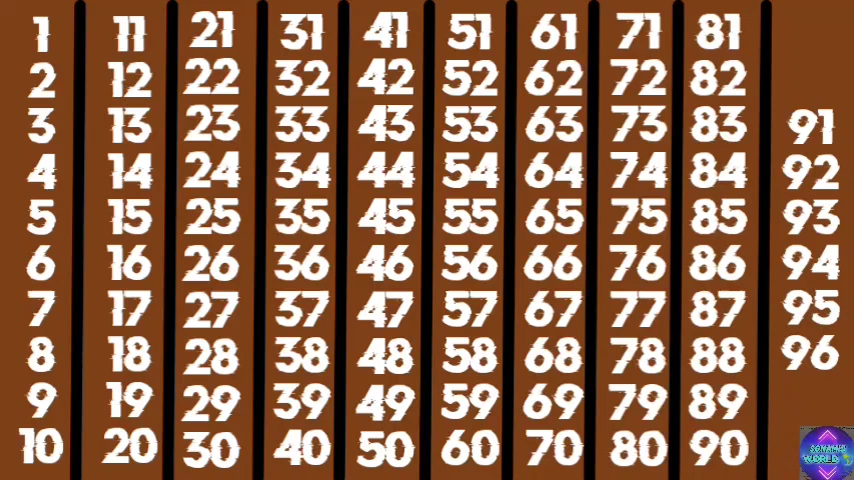 1 11 21 31 41 51 61 71 81
2 12 22 32 42 52 62 72 82
3 13 23 33 43 53 63 73 83 91
4 14 24 34 44 54 64 74 84 92
5 15 25 35 45 55 65 75 85 93
6 16 26 36 46 56 66 76 86 94
7 17 27 37 47 57 67 77 87 95
8 18 28 38 48 58 68 78 88 96
9 19 29 39 49 59 69 79 89
10 20 30 40 50 60 70 80 90
WORLD